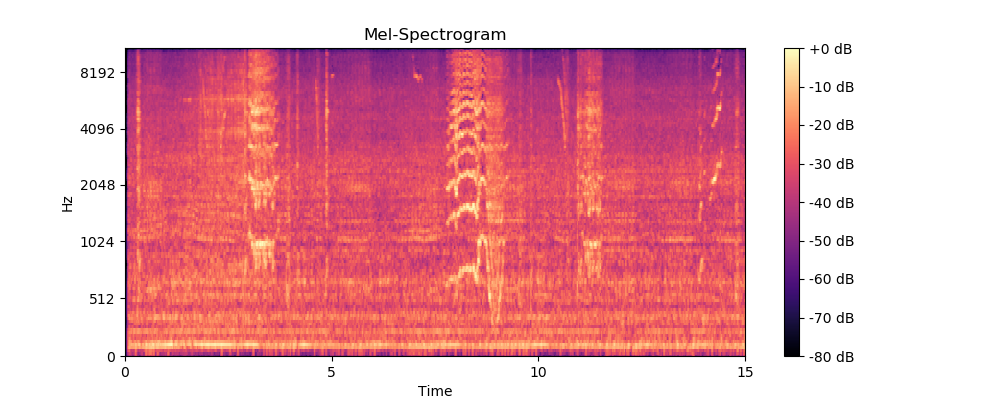 Mel-Spectrogram
Hz
8192
4096
2048
1024
512
0
0
5
10
15
Time
+0 dB
-10 dB
-20 dB
-30 dB
-40 dB
-50 dB
-60 dB
-70 dB
-80 dB